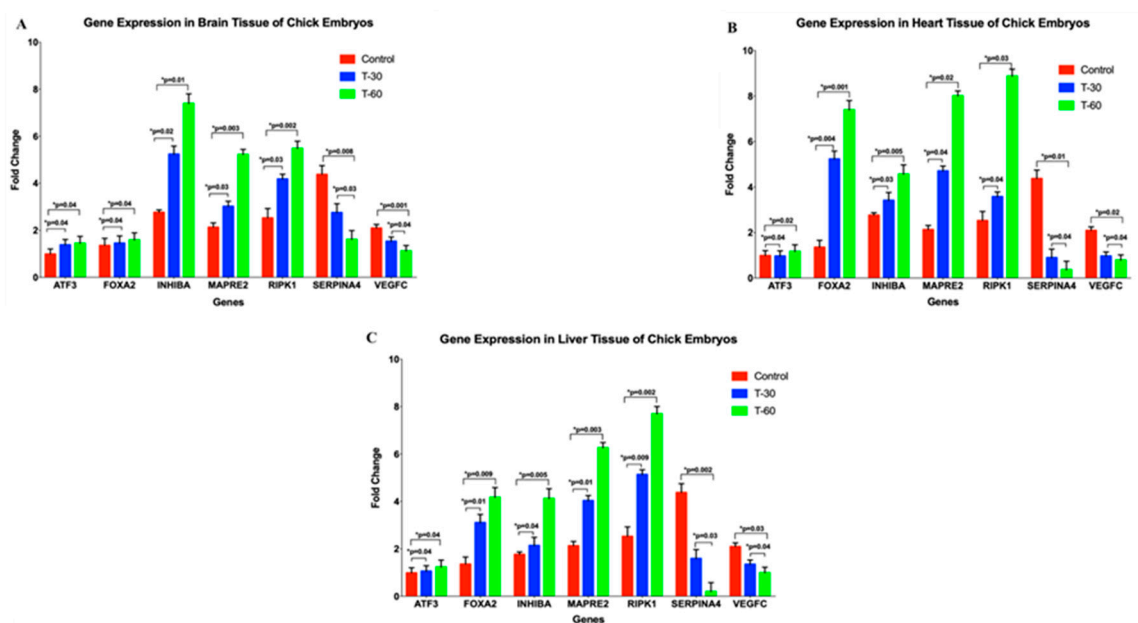 A
Gene Expression in Brain Tissue of Chick Embryos
10
8
6
4
2
0
Fold Change
Control
T-30
T-60
*p=0.04
*p=0.04
*p=0.04
*p=0.04
*p=0.02
*p=0.01
*p=0.03
*p=0.003
*p=0.03
*p=0.002
*p=0.008
*p=0.03
*p=0.001
*p=0.04
ATF3 FOXA2 INHIBA MAPRE2 RIPK1 SERPINA4 VEGFC
Genes
B
Gene Expression in Heart Tissue of Chick Embryos
10
8
6
4
2
0
Fold Change
Control
T-30
T-60
*p=0.02
*p=0.04
*p=0.001
*p=0.004
*p=0.005
*p=0.03
*p=0.02
*p=0.04
*p=0.03
*p=0.04
*p=0.01
*p=0.04
*p=0.02
*p=0.04
ATF3 FOXA2 INHIBA MAPRE2 RIPK1 SERPINA4 VEGFC
Genes
C
Gene Expression in Liver Tissue of Chick Embryos
10
8
6
4
2
0
Fold Change
Control
T-30
T-60
*p=0.04
*p=0.04
*p=0.009
*p=0.01
*p=0.005
*p=0.04
*p=0.003
*p=0.01
*p=0.002
*p=0.009
*p=0.002
*p=0.03
*p=0.03
*p=0.04
ATF3 FOXA2 INHIBA MAPRE2 RIPK1 SERPINA4 VEGFC
Genes